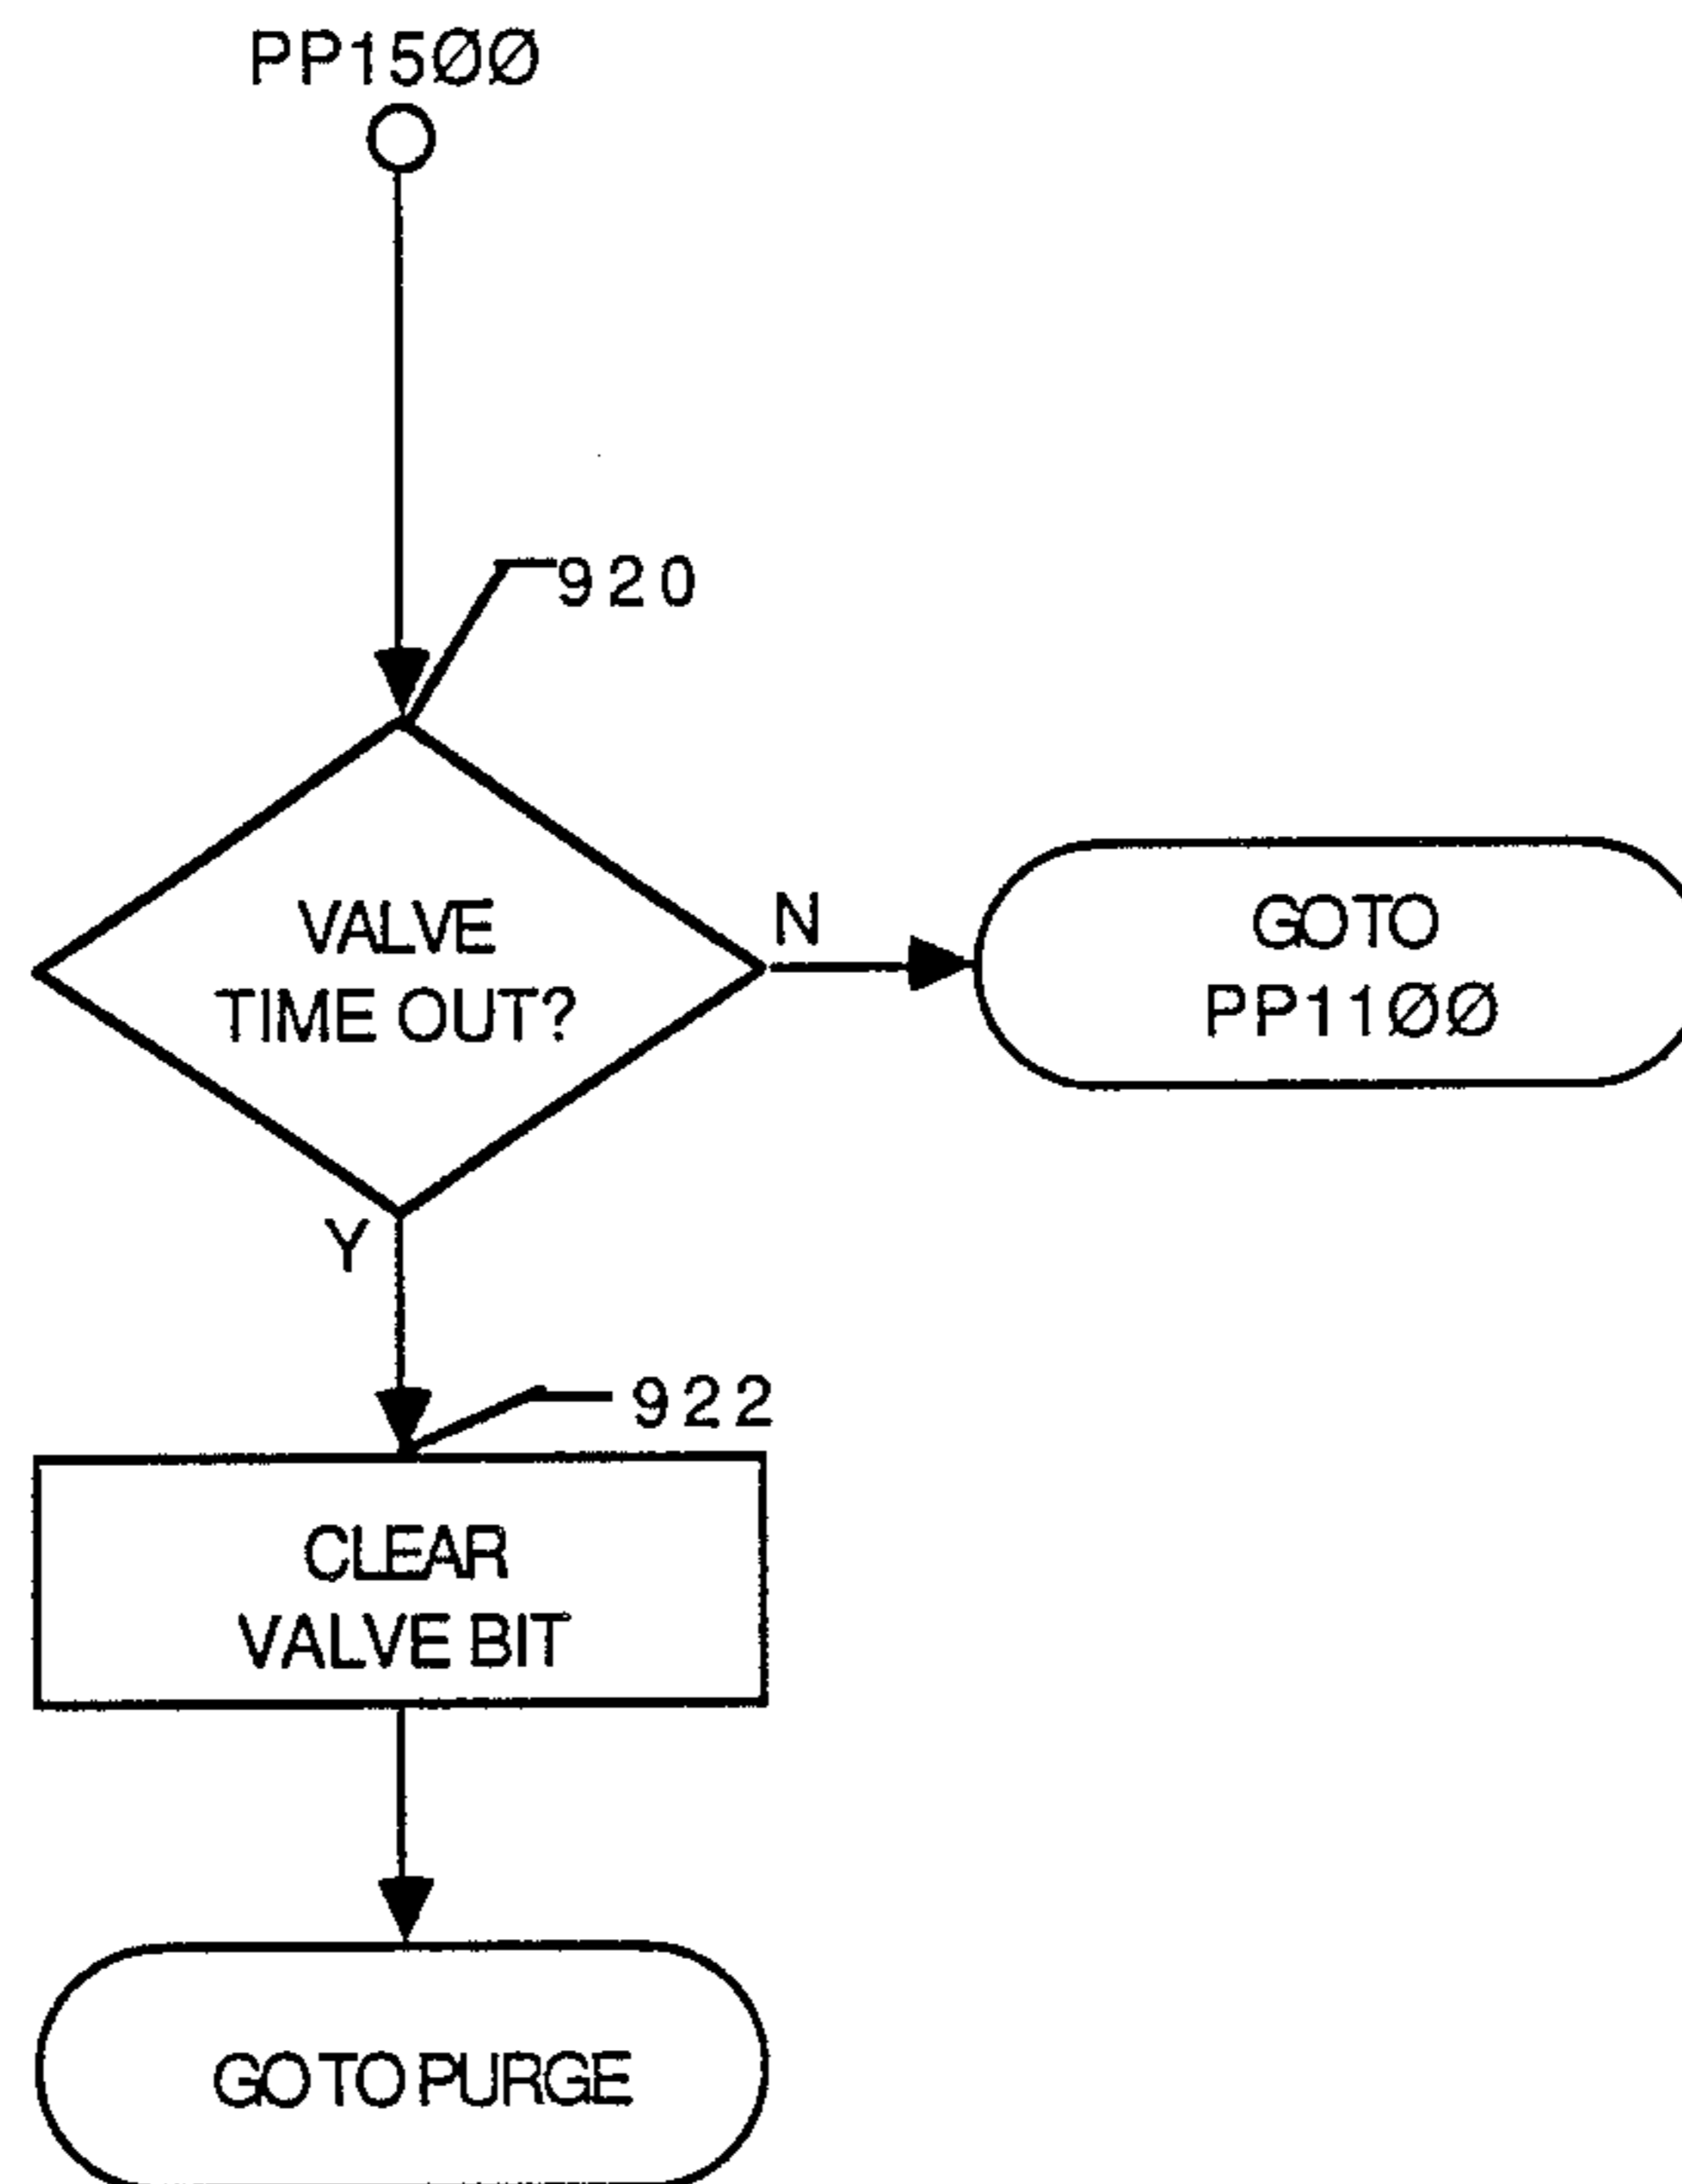 PP15ØØ
920
VALVE
TIME OUT?
N
GOTO
PP11ØØ
Y
922
CLEAR
VALVE BIT
GOTO PURGE